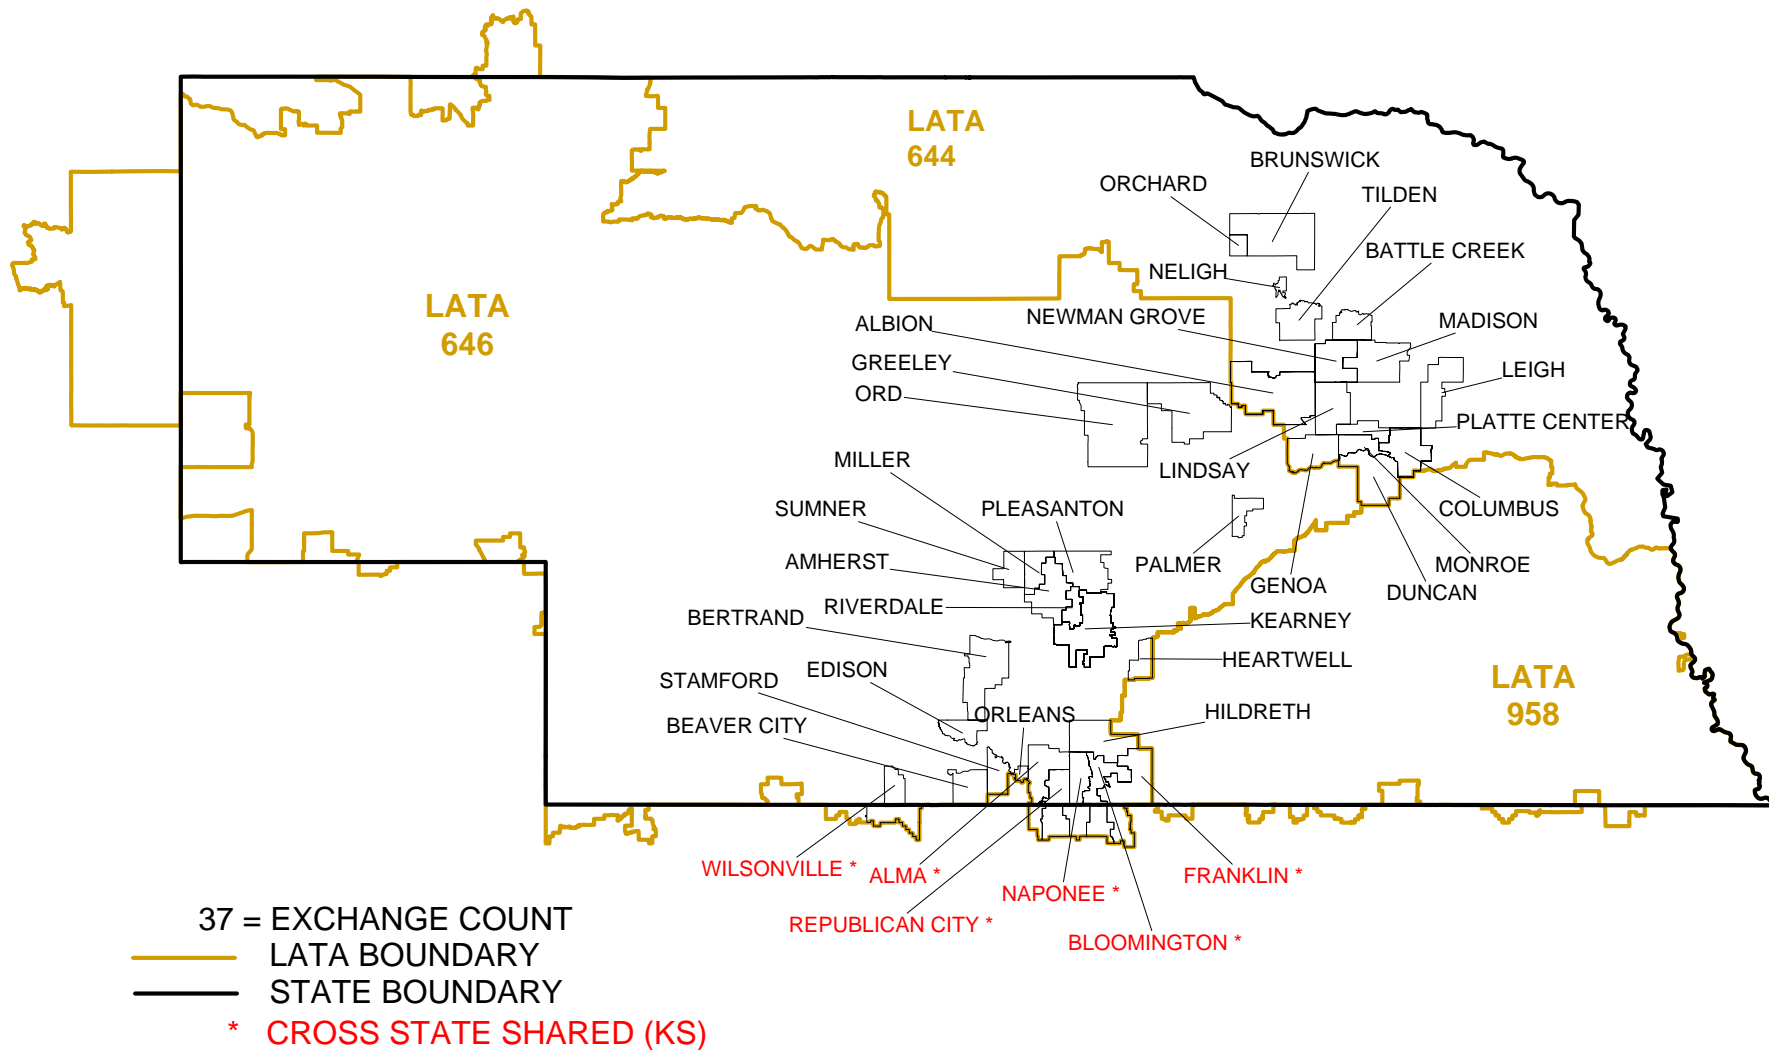 LATA
644
BRUNSWICK
ORCHARD
TILDEN
BATTLE CREEK
NELIGH
LATA
646
ALBION
NEWMAN GROVE
MADISON
GREELEY
LEIGH
ORD
PLATTE CENTER
MILLER
LINDSAY
SUMNER
PLEASANTON
COLUMBUS
AMHERST
PALMER
MONROE
GENOA
DUNCAN
RIVERDALE
BERTRAND
KEARNEY
HEARTWELL
EDISON
STAMFORD
LATA
958
ORLEANS
HILDRETH
BEAVER CITY
WILSONVILLE *
ALMA *
NAPONEE *
FRANKLIN *
REPUBLICAN CITY *
BLOOMINGTON *
37 = EXCHANGE COUNT
LATA BOUNDARY
STATE BOUNDARY
* CROSS STATE SHARED (KS)